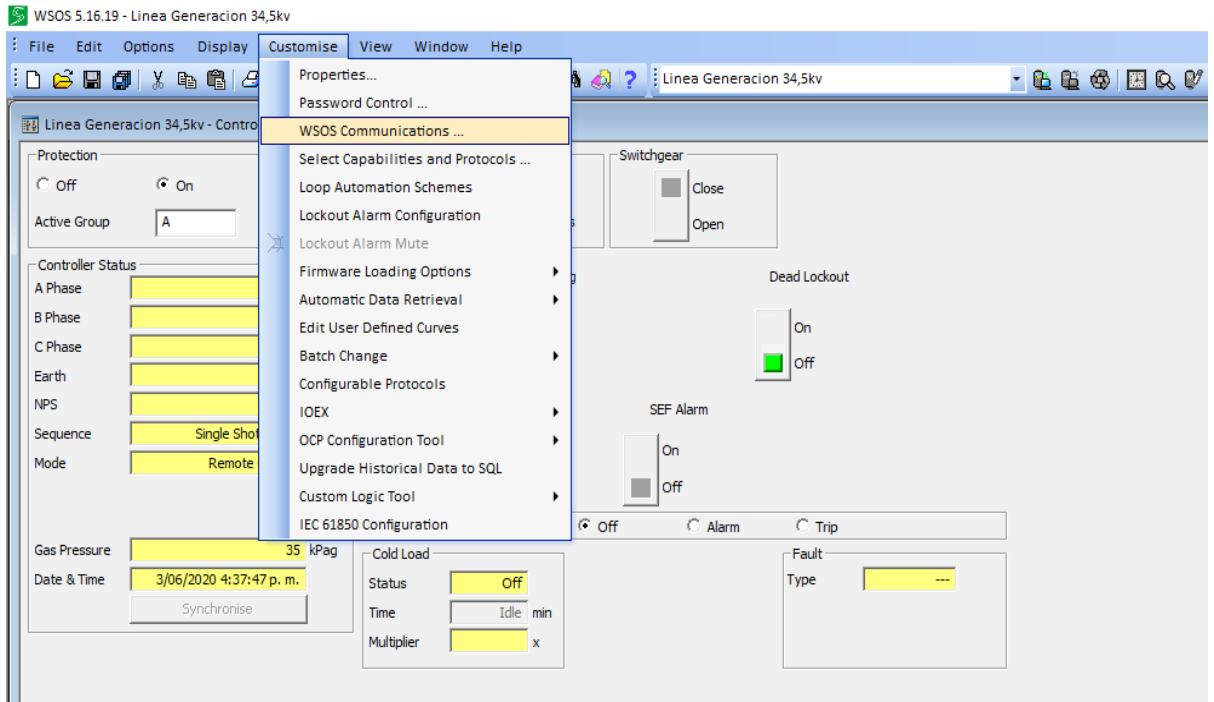 WSOS 5.16.19 - Linea Generacion 34,5kv
File Edit Options Display Customise View Window Help
Linea Generacion 34,5kv
Linea Gener
Properties...
Password Control ...
WSOS Communications ...
Select Capabilities and Protocols ...
Loop Automation Schemes
Lockout Alarm Configuration
Lockout Alarm Mute
Firmware Loading Options
Automatic Data Retrieval
Edit User Defined Curves
Batch Change
Configurable Protocols
IOEX
OCP Configuration Tool
Upgrade Historical Data to SQL
Custom Logic Tool
IEC 61850 Configuration
Linea Generacion 34,5kv - Contro
Protection
Off On
Active Group A
Switchgear
Close
Open
Controller Status
A Phase
B Phase
C Phase
Earth
NPS
Sequence Single Shot
Mode Remote
Gas Pressure 35 kPag
Date & Time 3/06/2020 4:37:47 p. m.
Synchronise
Dead Lockout
On
Off
SEF Alarm
On
Off
Off Alarm Trip
Cold Load
Status Off
Time Idle min
Multiplier x
Fault
Type ---